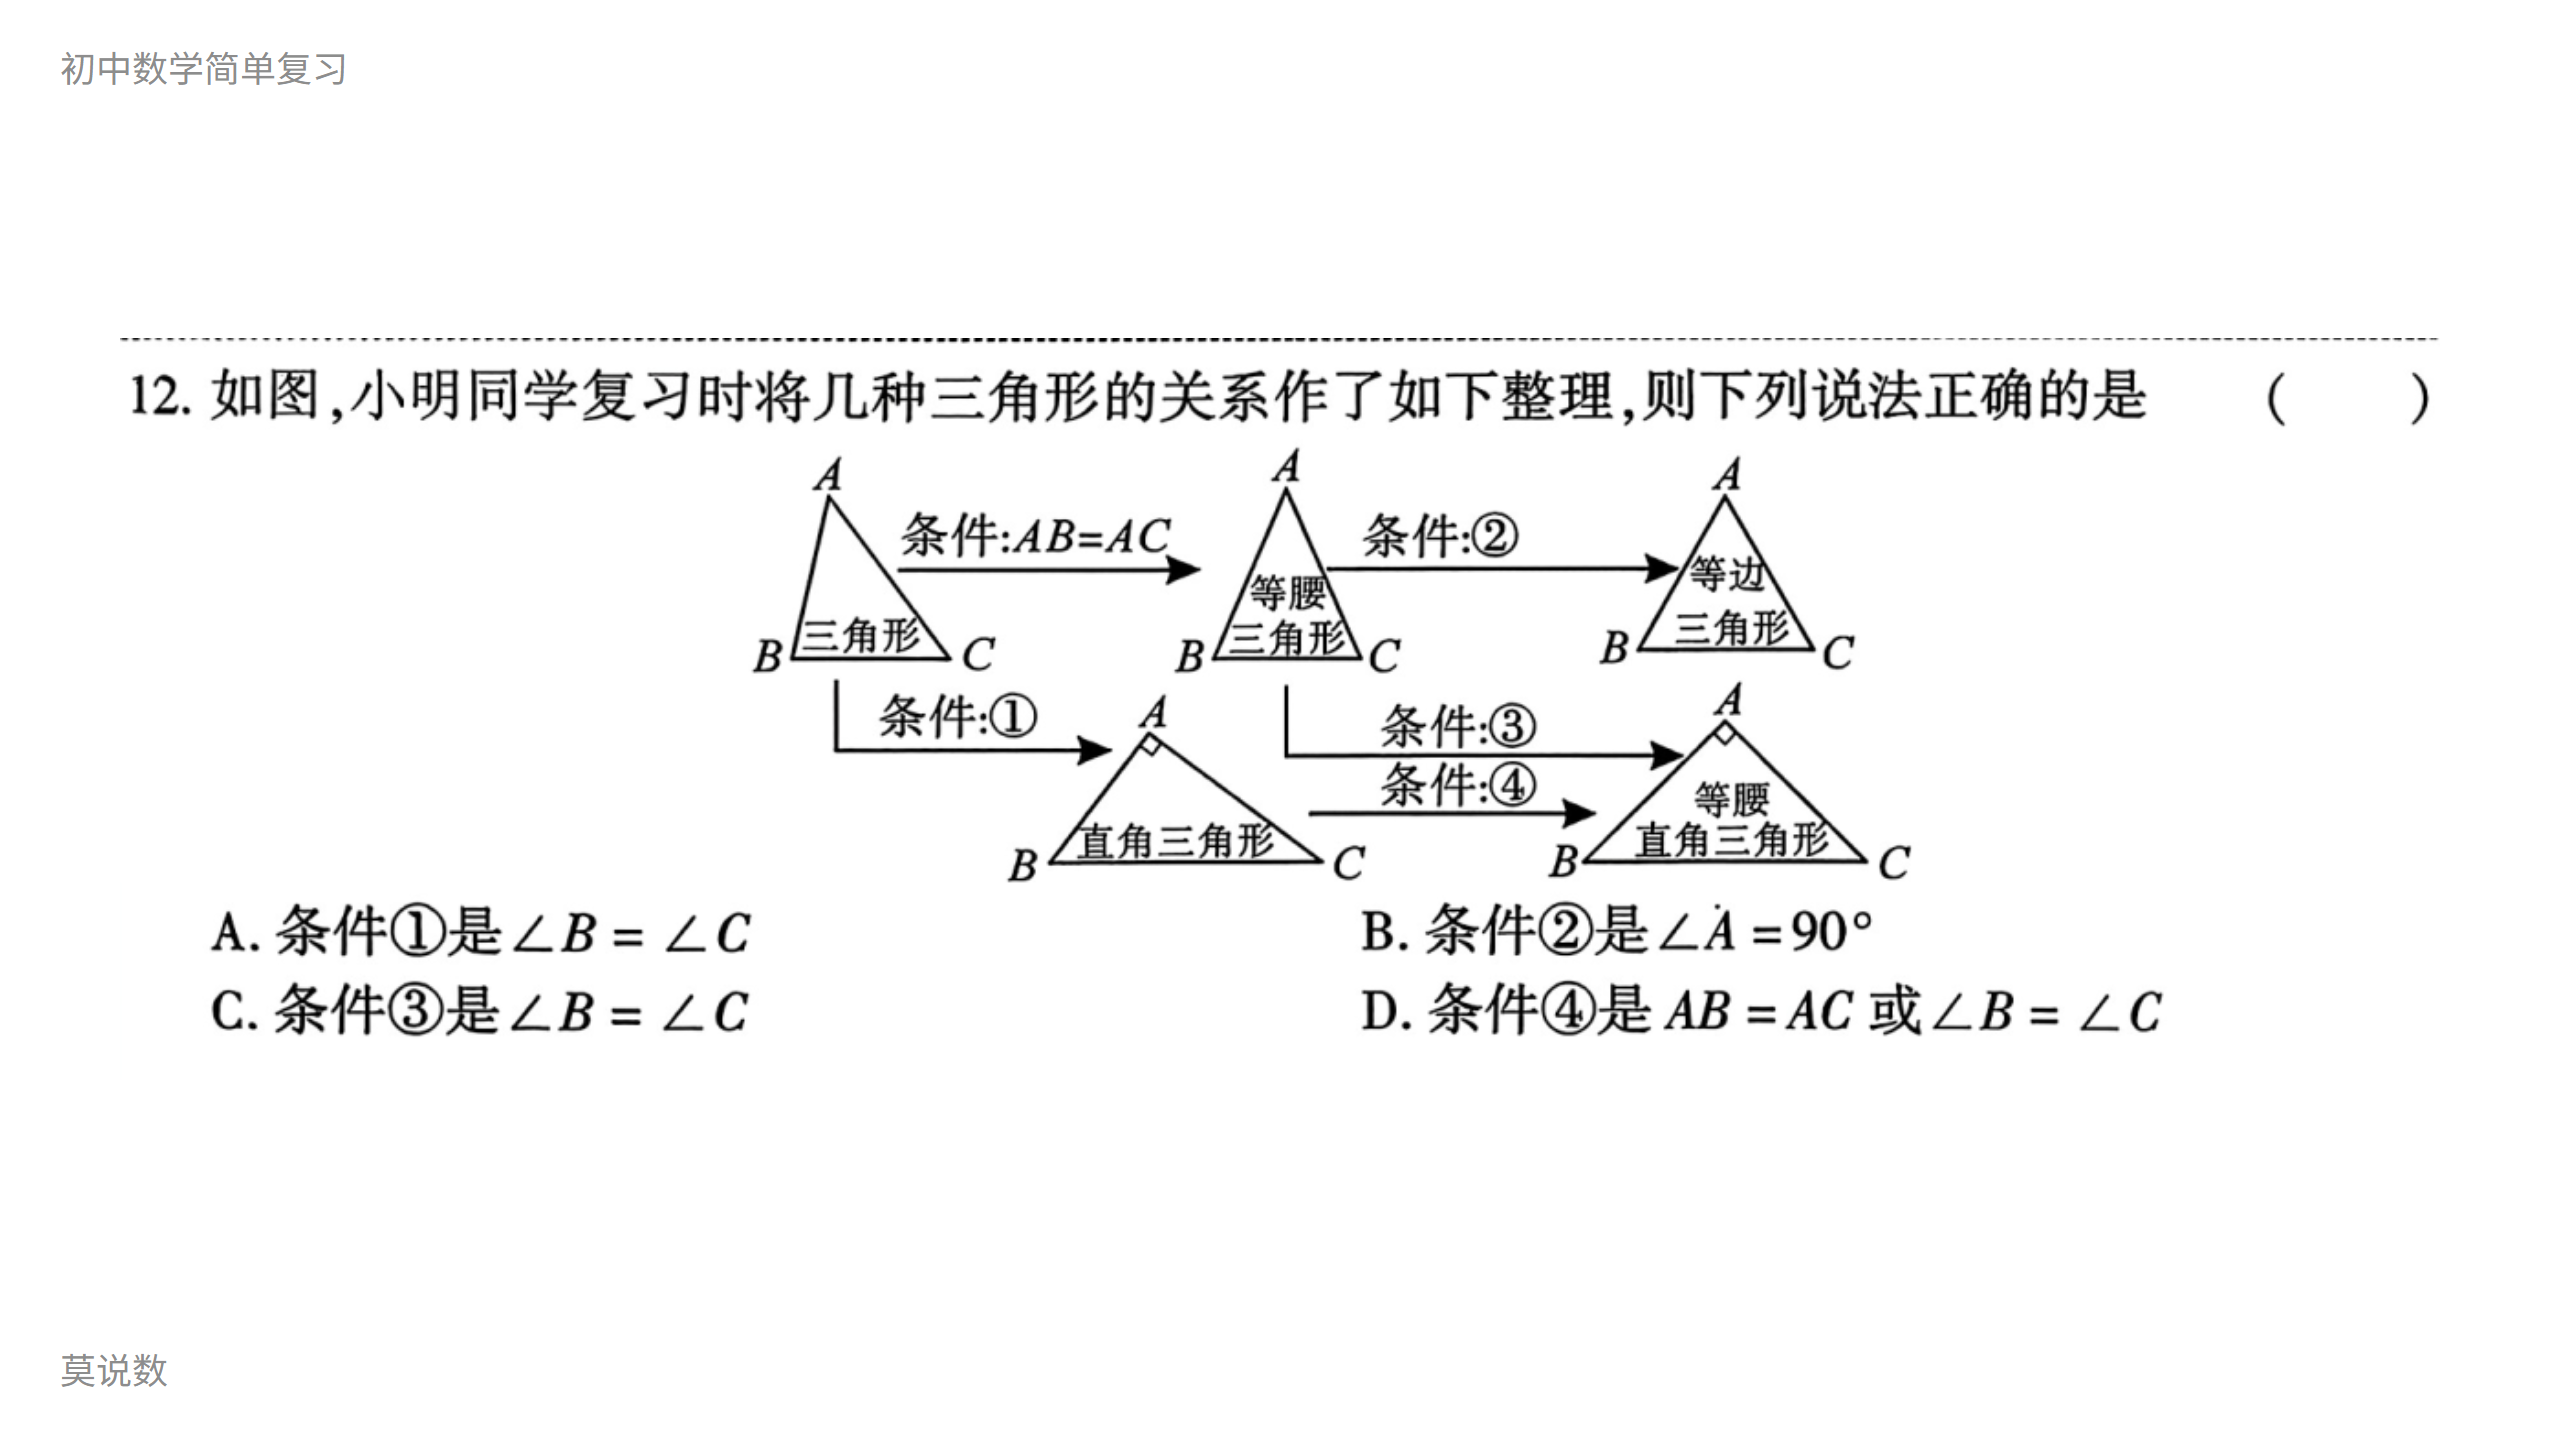 初中数学简单复习
12. 如图,小明同学复习时将几种三角形的关系作了如下整理,则下列说法正确的是 ( )
A A A
条件:AB=AC 条件:②
等腰 等边
三角形 三角形 三角形
B C B C B C
条件:① A 条件:③ A
条件:④
等腰
直角三角形 直角三角形
B C B C
A. 条件①是∠B = ∠C B. 条件②是∠A = 90°
C. 条件③是∠B = ∠C D. 条件④是 AB = AC 或∠B = ∠C
莫说数